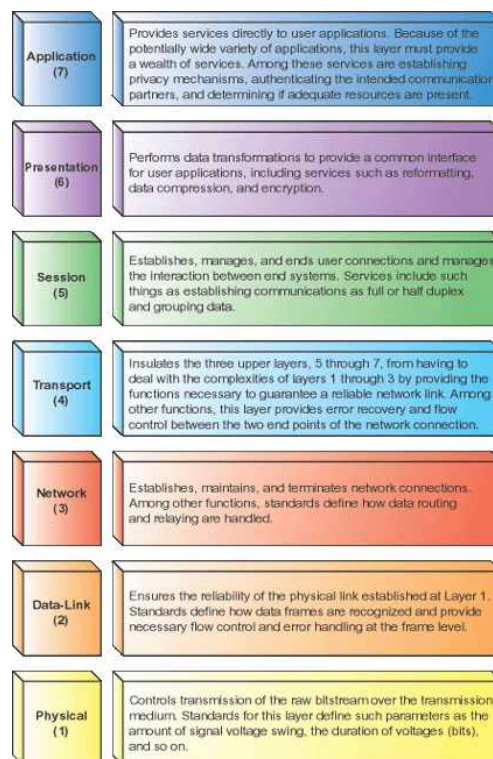 Application
(7)
Provides services directly to user applications. Because of the
potentially wide variety of applications, this layer must provide
a wealth of services. Among these services are establishing
privacy mechanisms, authenticating the intended communication
partners, and determining if adequate resources are present.
Presentation
(6)
Performs data transformations to provide a common interface
for user applications, including services such as reformatting,
data compression, and encryption.
Session
(5)
Establishes, manages, and ends user connections and manages
the interaction between end systems. Services include such
things as establishing communications as full or half duplex
and grouping data.
Transport
(4)
Insulates the three upper layers, 5 through 7, from having to
deal with the complexities of layers 1 through 3 by providing the
functions necessary to guarantee a reliable network link. Among
other functions, this layer provides error recovery and flow
control between the two end points of the network connection.
Network
(3)
Establishes, maintains, and terminates network connections.
Among other functions, standards define how data routing
and relaying are handled.
Data-Link
(2)
Ensures the reliability of the physical link established at Layer 1.
Standards define how data frames are recognized and provide
necessary flow control and error handling at the frame level.
Physical
(1)
Controls transmission of the raw bitstream over the transmission
medium. Standards for this layer define such parameters as the
amount of signal voltage swing, the duration of voltages (bits),
and so on.